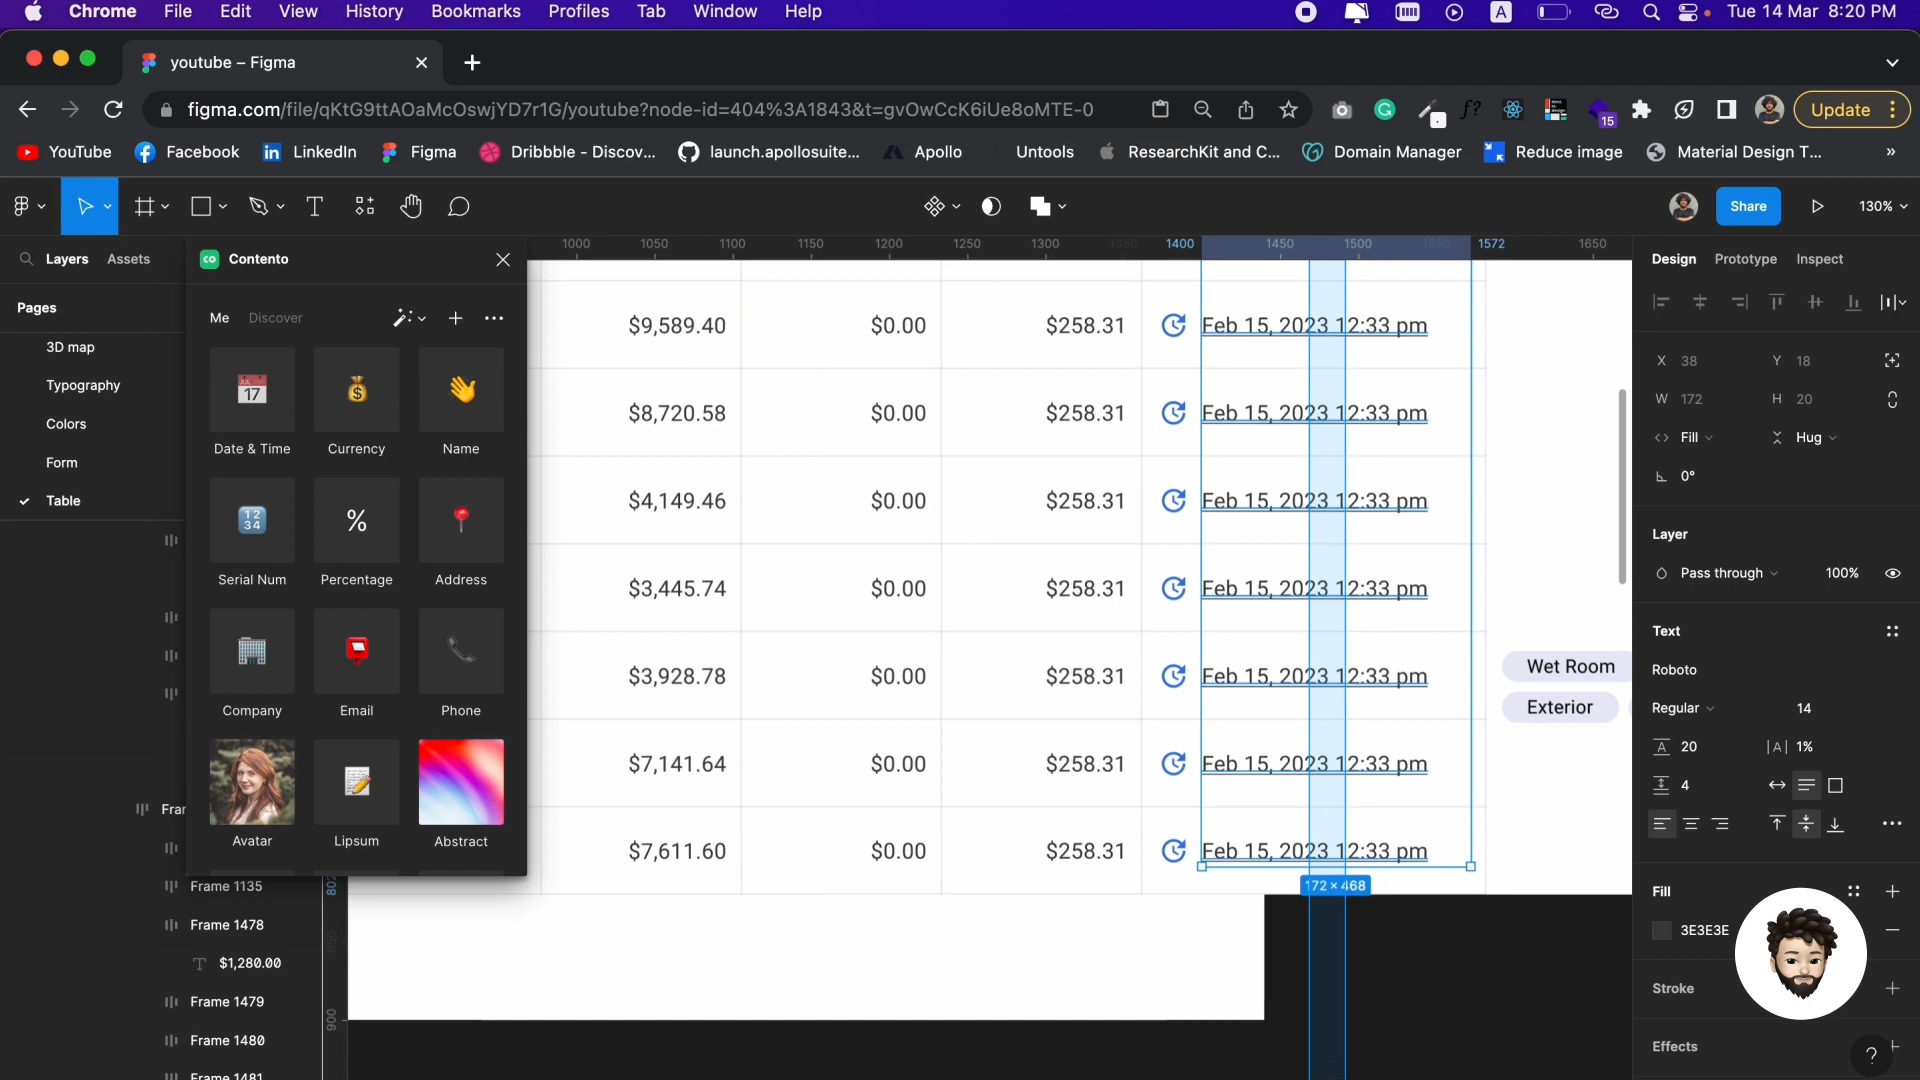 Chrome File Edit View History Bookmarks Profiles Tab Window Help A Tue 14 Mar 8:20 PM
youtube – Figma
figma.com/file/qKtG9ttAOaMcOswjYD7r1G/youtube?node-id=404%3A1843&t=gvOwCcK6iUe8oMTE-0 f? 15 Update
YouTube Facebook LinkedIn Figma Dribbble - Discov... launch.apollosuite... Apollo Untools ResearchKit and C... Domain Manager Reduce image Material Design T... »
Share 130%
Layers Assets
Contento
1000 1050 1100 1150 1200 1250 1300 1350 1400 1450 1500 1550 1572 1650
Design Prototype Inspect
Pages
Me Discover
3D map
Typography
Colors
Form
Table
JUL 17
Date & Time Currency Name
1234 %
Serial Num Percentage Address
Company Email Phone
Avatar Lipsum Abstract
Frame 1135
Frame 1478
$1,280.00
Frame 1479
Frame 1480
Frame 1481
900
$9,589.40 $0.00 $258.31 Feb 15, 2023 12:33 pm
$8,720.58 $0.00 $258.31 Feb 15, 2023 12:33 pm
$4,149.46 $0.00 $258.31 Feb 15, 2023 12:33 pm
$3,445.74 $0.00 $258.31 Feb 15, 2023 12:33 pm
$3,928.78 $0.00 $258.31 Feb 15, 2023 12:33 pm
$7,141.64 $0.00 $258.31 Feb 15, 2023 12:33 pm
$7,611.60 $0.00 $258.31 Feb 15, 2023 12:33 pm
172 × 468
Wet Room
Exterior
X 38 Y 18
W 172 H 20
Fill Hug
0°
Layer
Pass through 100%
Text
Roboto
Regular 14
A 20 |A| 1%
4
Fill
3E3E3E
Stroke
Effects
?